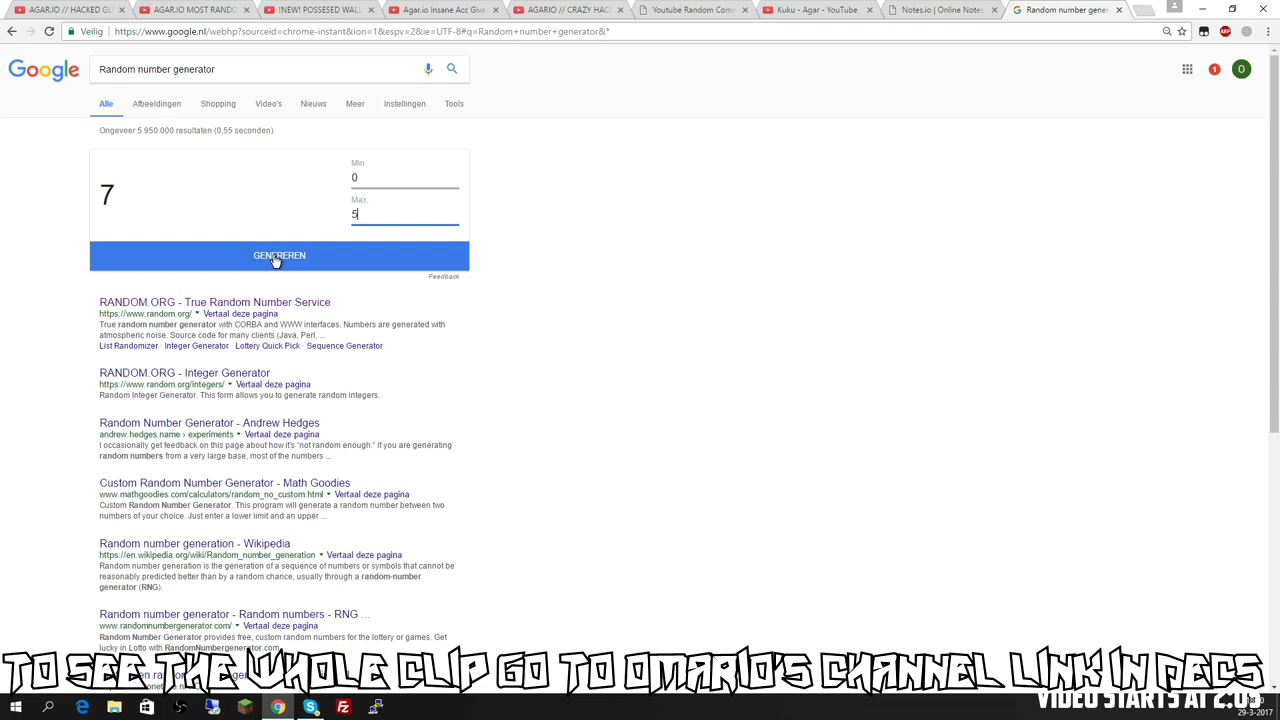 AGAR.IO // HACKED GL
AGAR.IO MOST RANDO
!NEW! POSSESED WALL
Agar.io Insane Acc Give
AGARIO // CRAZY HAC
Youtube Random Com
Kuku - Agar - YouTube
Notes.io | Online Notes
Random number gener
Veilig
https://www.google.nl/webhp?sourceid=chrome-instant&ion=1&espv=2&ie=UTF-8#q=Random+number+generator&*
ABP
Google
Random number generator
1
O
Alle
Afbeeldingen
Shopping
Video's
Nieuws
Meer
Instellingen
Tools
Ongeveer 5.950.000 resultaten (0,55 seconden)
7
Min.
0
Max.
5
GENEREREN
Feedback
RANDOM.ORG - True Random Number Service
https://www.random.org/ ▾ Vertaal deze pagina
True random number generator with CORBA and WWW interfaces. Numbers are generated with
atmospheric noise. Source code for many clients (Java, Perl, ...
List Randomizer · Integer Generator · Lottery Quick Pick · Sequence Generator
RANDOM.ORG - Integer Generator
https://www.random.org/integers/ ▾ Vertaal deze pagina
Random Integer Generator. This form allows you to generate random integers.
Random Number Generator - Andrew Hedges
andrew.hedges.name › experiments ▾ Vertaal deze pagina
I occasionally get feedback on this page about how it's "not random enough." If you are generating
random numbers from a very large base, most of the numbers ...
Custom Random Number Generator - Math Goodies
www.mathgoodies.com/calculators/random_no_custom.html ▾ Vertaal deze pagina
Custom Random Number Generator. This program will generate a random number between two
numbers of your choice. Just enter a lower limit and an upper ...
Random number generation - Wikipedia
https://en.wikipedia.org/wiki/Random_number_generation ▾ Vertaal deze pagina
Random number generation is the generation of a sequence of numbers or symbols that cannot be
reasonably predicted better than by a random chance, usually through a random-number
generator (RNG).
Random number generator - Random numbers - RNG ...
www.randomnumbergenerator.com/ ▾ Vertaal deze pagina
Random Number Generator provides free, custom random numbers for the lottery or games. Get
lucky in Lotto with RandomNumbergenerator.com
TO SEE THE WHOLE CLIP GO TO OMARIO'S CHANNEL LINK IN DECS
VIDEO STARTS AT 2:05
29-3-2017